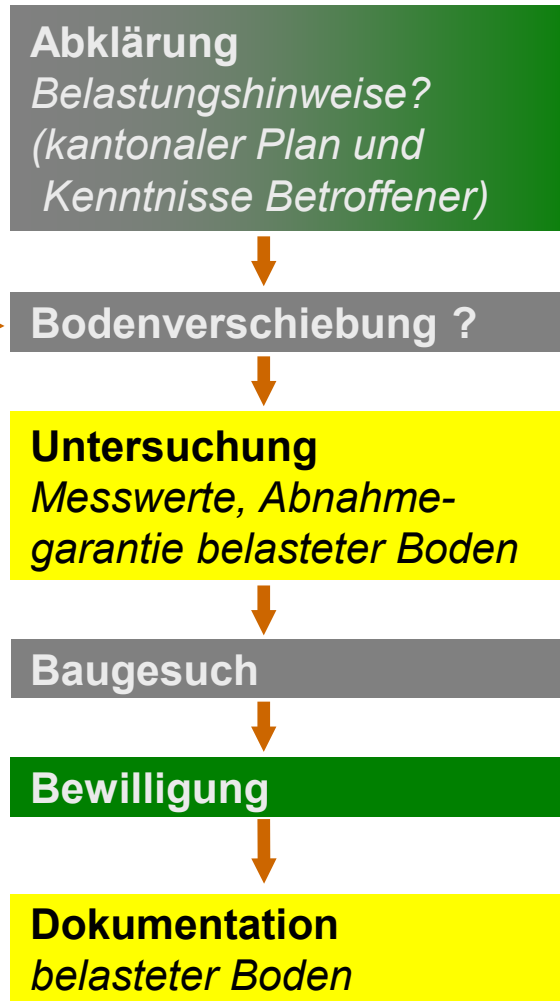 Abklärung
Belastungshinweise?
(kantonaler Plan und
Kenntnisse Betroffener)
Bodenverschiebung ?
Untersuchung
Messwerte, Abnahme-
garantie belasteter Boden
Baugesuch
Bewilligung
Dokumentation
belasteter Boden